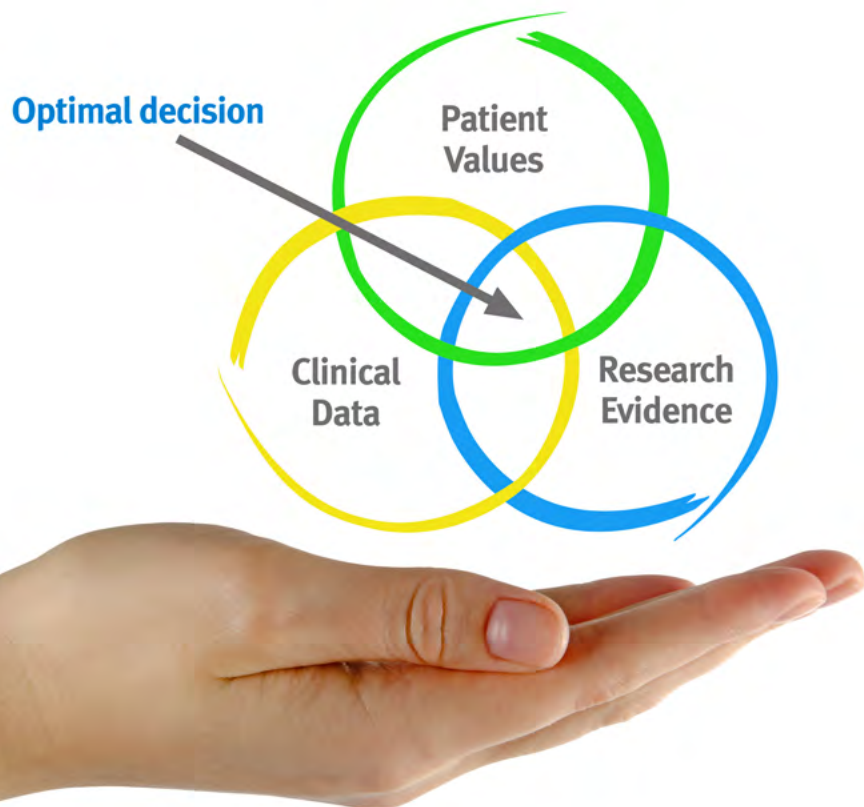 Optimal decision
Patient
Values
Clinical
Data
Research
Evidence